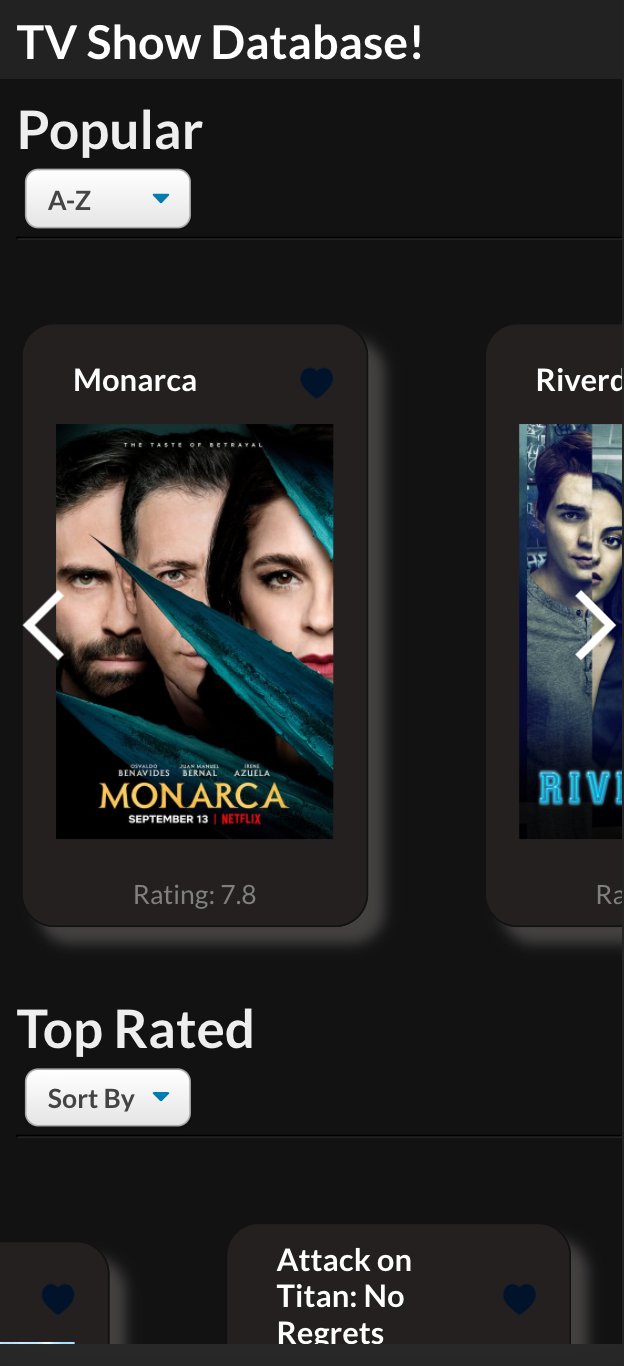 TV Show Database!
Popular
A-Z
Monarca
Riverd
THE TASTE OF BETRAYAL
OSVALDO BENAVIDES JUAN MANUEL BERNAL IRENE AZUELA
MONARCA
SEPTEMBER 13 | NETFLIX
RIVE
Rating: 7.8
Ra
Top Rated
Sort By
Attack on
Titan: No
Regrets